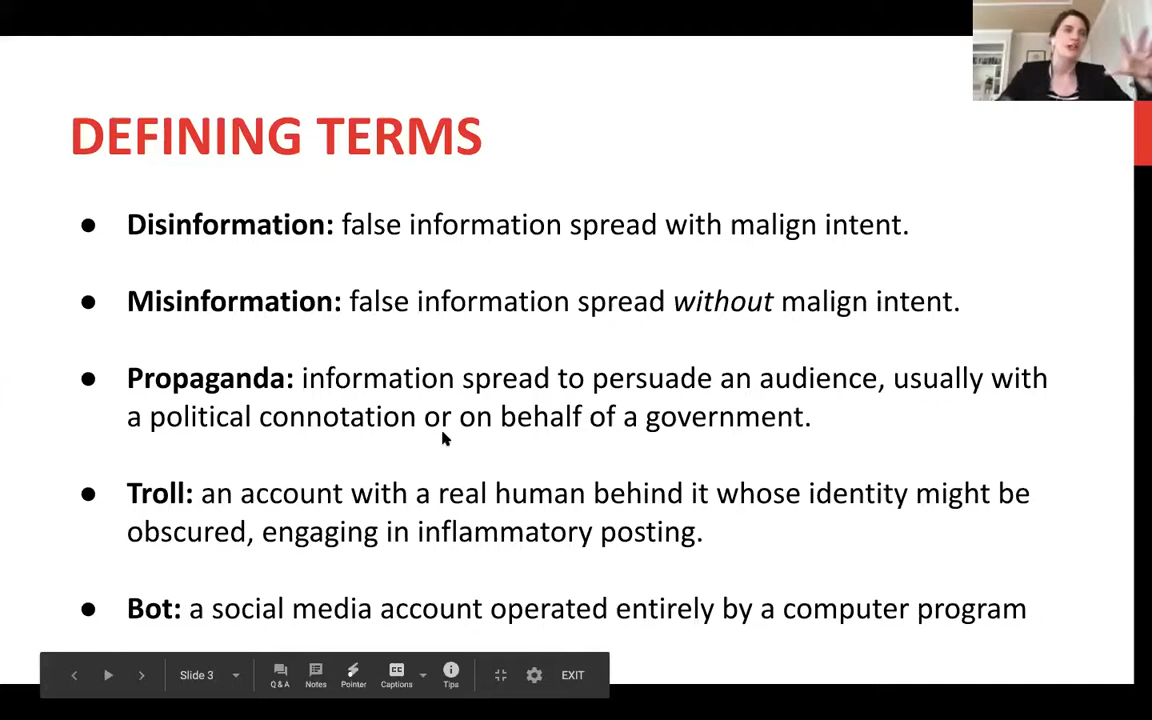 DEFINING TERMS
● Disinformation: false information spread with malign intent.
● Misinformation: false information spread without malign intent.
● Propaganda: information spread to persuade an audience, usually with
a political connotation or on behalf of a government.
● Troll: an account with a real human behind it whose identity might be
obscured, engaging in inflammatory posting.
● Bot: a social media account operated entirely by a computer program
Slide 3
Q & A
Notes
Pointer
CC
Captions
Tips
EXIT